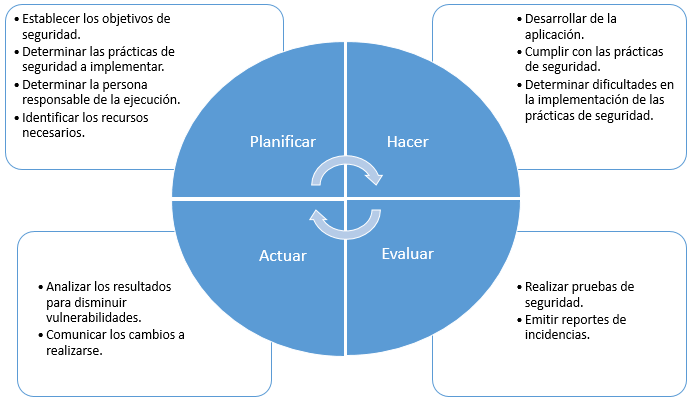 • Establecer los objetivos de
seguridad.
• Determinar las prácticas de
seguridad a implementar.
• Determinar la persona
responsable de la ejecución.
• Identificar los recursos
necesarios.
• Desarrollar de la
aplicación.
• Cumplir con las prácticas
de seguridad.
• Determinar dificultades en
la implementación de las
prácticas de seguridad.
Planificar
Hacer
Actuar
Evaluar
• Analizar los resultados
para disminuir
vulnerabilidades.
• Comunicar los cambios a
realizarse.
• Realizar pruebas de
seguridad.
• Emitir reportes de
incidencias.